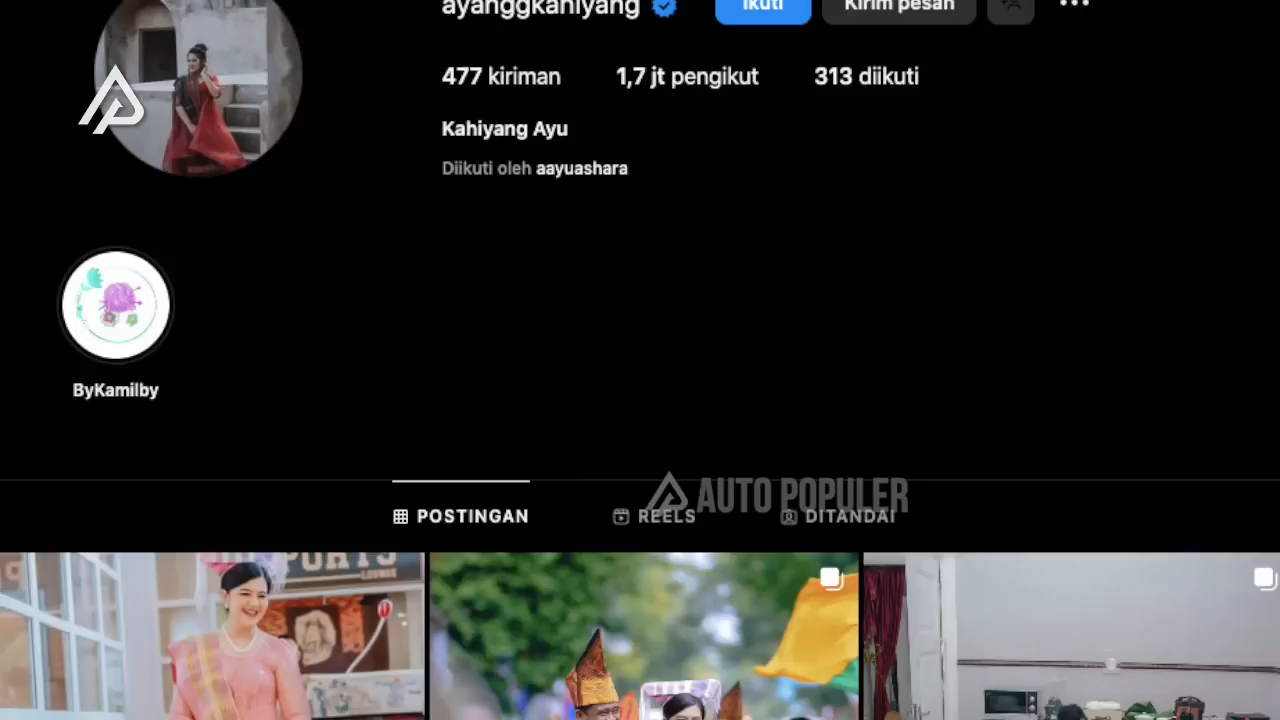 ayanggkahiyang
Ikuti
Kirim pesan
477 kiriman
1,7 jt pengikut
313 diikuti
Kahiyang Ayu
Diikuti oleh aayuashara
ByKamilby
AUTO POPULER
POSTINGAN
REELS
DITANDAI
LOUNGE